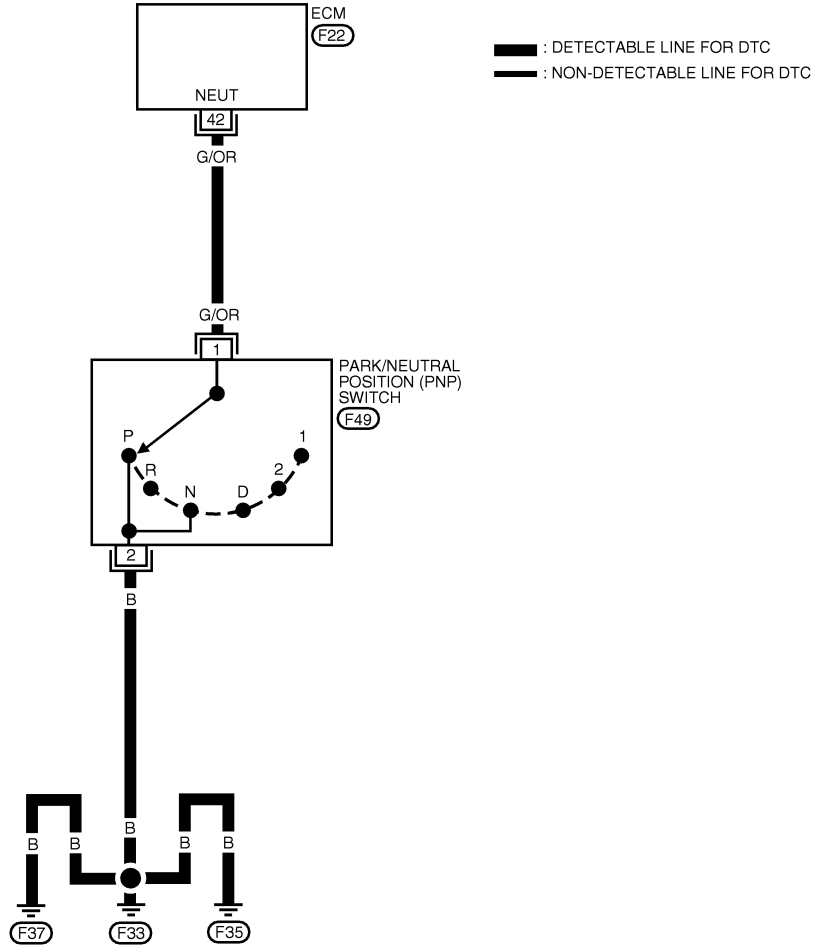 ECM
F22
: DETECTABLE LINE FOR DTC
: NON-DETECTABLE LINE FOR DTC
NEUT
42
G/OR
G/OR
1
PARK/NEUTRAL
POSITION (PNP)
SWITCH
F49
P
R
N
D
2
1
2
B
B
B
B
B
B
F37
F33
F35